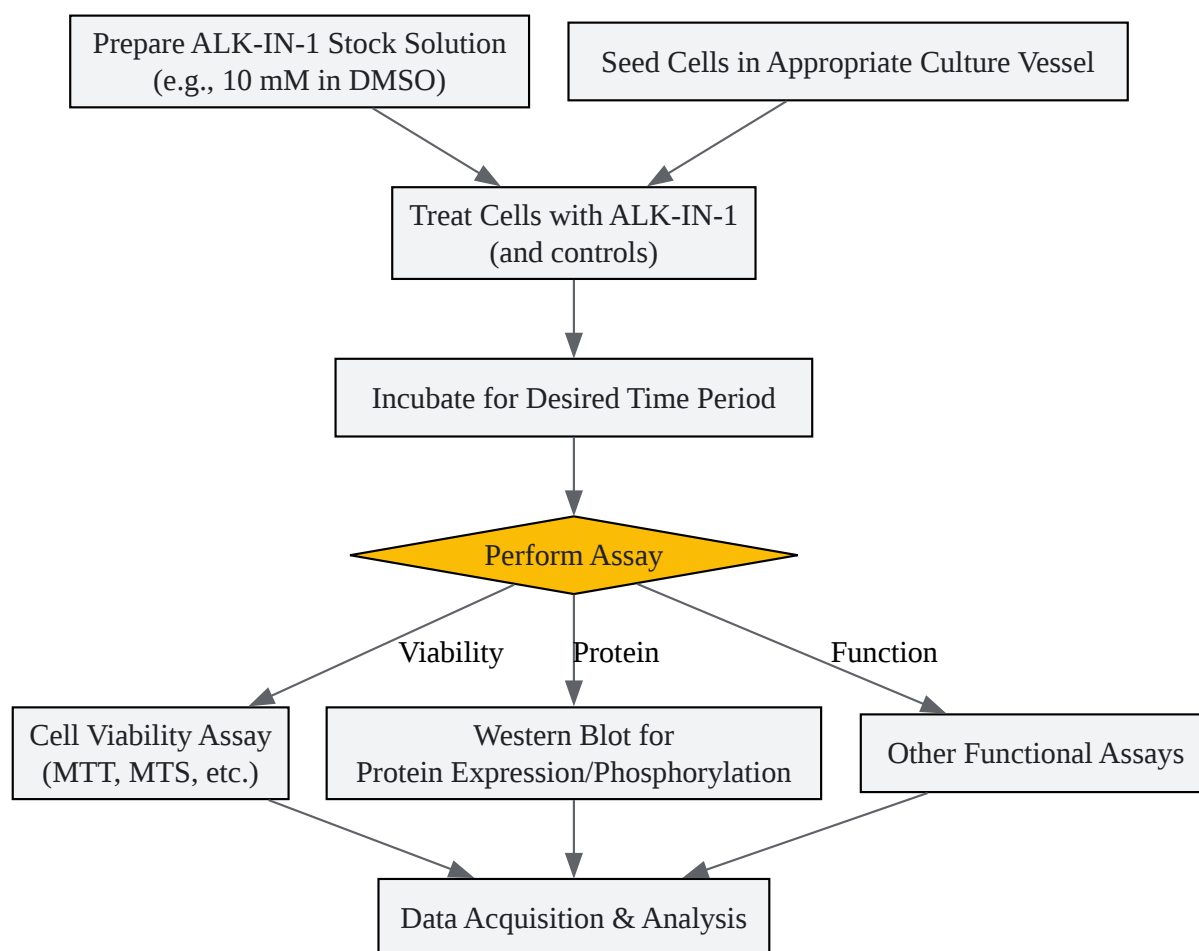 Prepare ALK-IN-1 Stock Solution
(e.g., 10 mM in DMSO)
Seed Cells in Appropriate Culture Vessel
Treat Cells with ALK-IN-1
(and controls)
Incubate for Desired Time Period
Perform Assay
Viability
Protein
Function
Cell Viability Assay
(MTT, MTS, etc.)
Western Blot for
Protein Expression/Phosphorylation
Other Functional Assays
Data Acquisition & Analysis